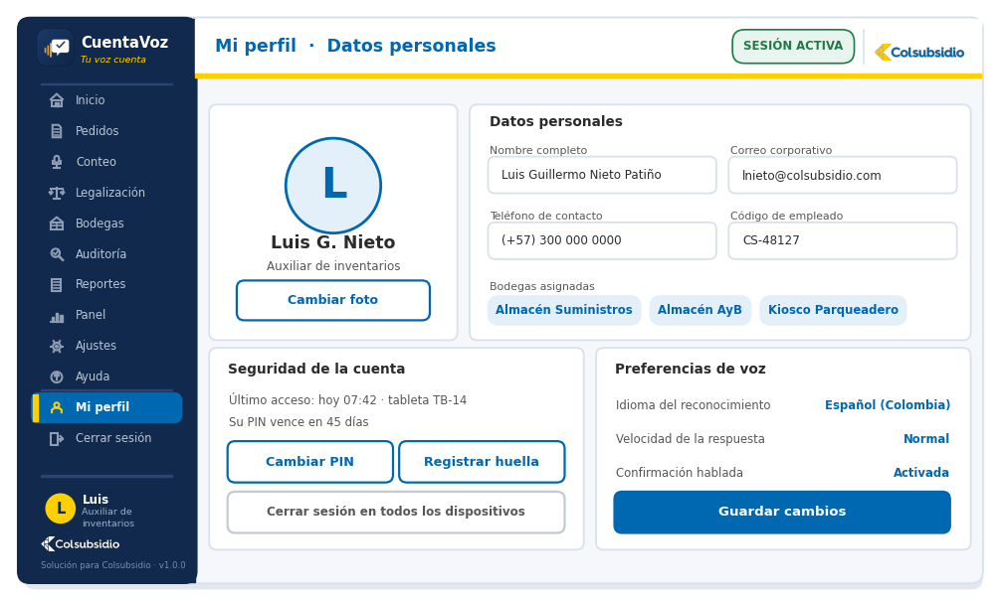 CuentaVoz
Tu voz cuenta
Inicio
Pedidos
Conteo
Legalización
Bodegas
Auditoría
Reportes
Panel
Ajustes
Ayuda
Mi perfil
Cerrar sesión
L
Luis
Auxiliar de
inventarios
Colsubsidio
Solución para Colsubsidio · v1.0.0
Mi perfil · Datos personales
SESIÓN ACTIVA
Colsubsidio
L
Luis G. Nieto
Auxiliar de inventarios
Cambiar foto
Datos personales
Nombre completo
Luis Guillermo Nieto Patiño
Correo corporativo
lnieto@colsubsidio.com
Teléfono de contacto
(+57) 300 000 0000
Código de empleado
CS-48127
Bodegas asignadas
Almacén Suministros
Almacén AyB
Kiosco Parqueadero
Seguridad de la cuenta
Último acceso: hoy 07:42 · tableta TB-14
Su PIN vence en 45 días
Cambiar PIN
Registrar huella
Cerrar sesión en todos los dispositivos
Preferencias de voz
Idioma del reconocimiento
Español (Colombia)
Velocidad de la respuesta
Normal
Confirmación hablada
Activada
Guardar cambios